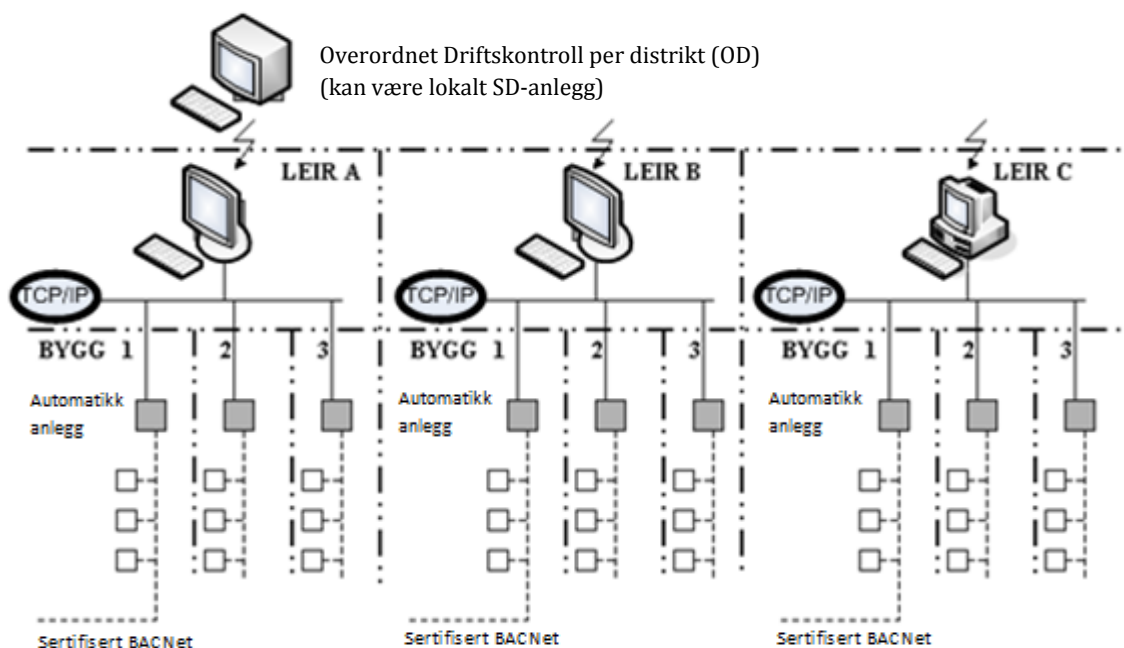 Overordnet Driftskontroll per distrikt (OD)
(kan være lokalt SD-anlegg)
LEIR A
LEIR B
LEIR C
TCP/IP
TCP/IP
TCP/IP
BYGG 1 2 3
BYGG 1 2 3
BYGG 1 2 3
Automatikk
anlegg
Automatikk
anlegg
Automatikk
anlegg
Sertifisert BACNet
Sertifisert BACNet
Sertifisert BACNet